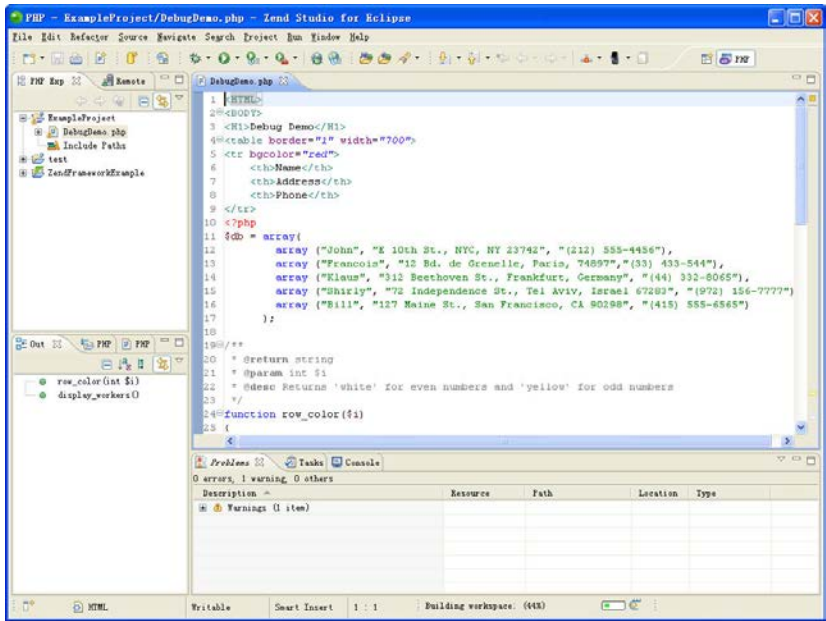 PHP - ExampleProject/DebugDemo.php - Zend Studio for Eclipse
File Edit Refactor Source Navigate Search Project Run Window Help
PHP
PHP Exp
Remote
ExampleProject
DebugDemo.php
Include Paths
test
ZendFrameworkExample
Out
PHP
PHP
row_color(int $i)
display_workers()
DebugDemo.php
1 <HTML>
2 <BODY>
3 <H1>Debug Demo</H1>
4 <table border="1" width="700">
5 <tr bgcolor="red">
6 <th>Name</th>
7 <th>Address</th>
8 <th>Phone</th>
9 </tr>
10 <?php
11 $db = array(
12 array ("John", "E 10th St., NYC, NY 23742", "(212) 555-4456"),
13 array ("Francois", "12 Bd. de Grenelle, Paris, 74897","(33) 433-544"),
14 array ("Klaus", "312 Beethoven St., Frankfurt, Germany", "(44) 332-8065"),
15 array ("Shirly", "72 Independence St., Tel Aviv, Israel 67283", "(972) 156-7777")
16 array ("Bill", "127 Maine St., San Francisco, CA 90298", "(415) 555-6565")
17 );
18
19 /**
20 * @return string
21 * @param int $i
22 * @desc Returns 'white' for even numbers and 'yellow' for odd numbers
23 */
24 function row_color($i)
25 {
Problems
Tasks
Console
0 errors, 1 warning, 0 others
Description Resource Path Location Type
Warnings (1 item)
HTML
Writable
Smart Insert
1 : 1
Building workspace: (44%)